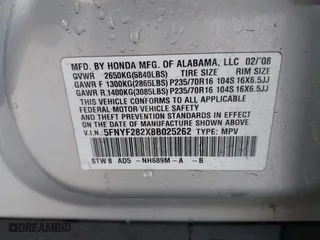 MFD. BY HONDA MFG. OF ALABAMA, LLC 02/'08
GVWR 2650KG(5840LBS) TIRE SIZE RIM SIZE
GAWR F 1300KG(2865LBS) P235/70R16 104S 16X6.5JJ
GAWR R 1400KG(3085LBS) P235/70R16 104S 16X6.5JJ
THIS VEHICLE CONFORMS TO ALL APPLICABLE
FEDERAL MOTOR VEHICLE SAFETY AND
THEFT PREVENTION STANDARDS IN EFFECT ON THE
DATE OF MANUFACTURE SHOWN ABOVE.
V.I.N: 5FNYF282X8B025262 TYPE: MPV
STW 8 AD5 - NH689M - A - B
DREAMBID